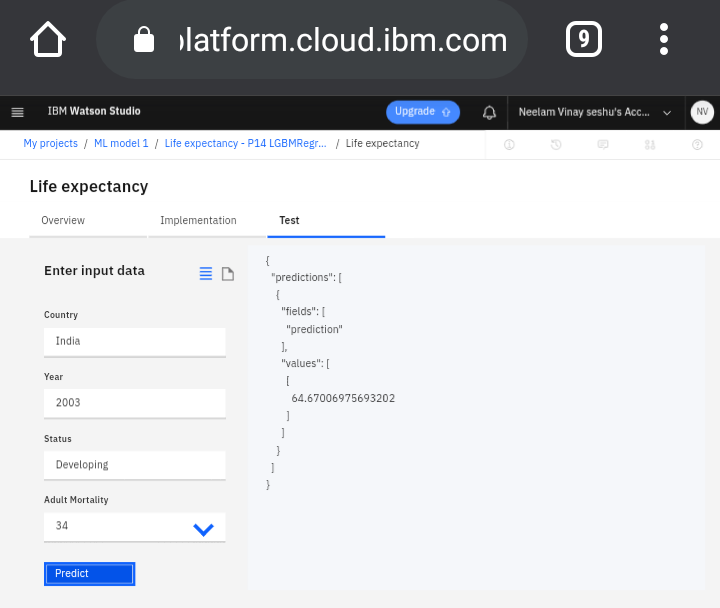 platform.cloud.ibm.com
9
IBM Watson Studio
Upgrade
Neelam Vinay seshu's Acc...
NV
My projects / ML model 1 / Life expectancy - P14 LGBMRegr... / Life expectancy
Life expectancy
Overview
Implementation
Test
Enter input data
Country
India
Year
2003
Status
Developing
Adult Mortality
34
Predict
{
"predictions": [
{
"fields": [
"prediction"
],
"values": [
[
64.67006975693202
]
]
}
]
}